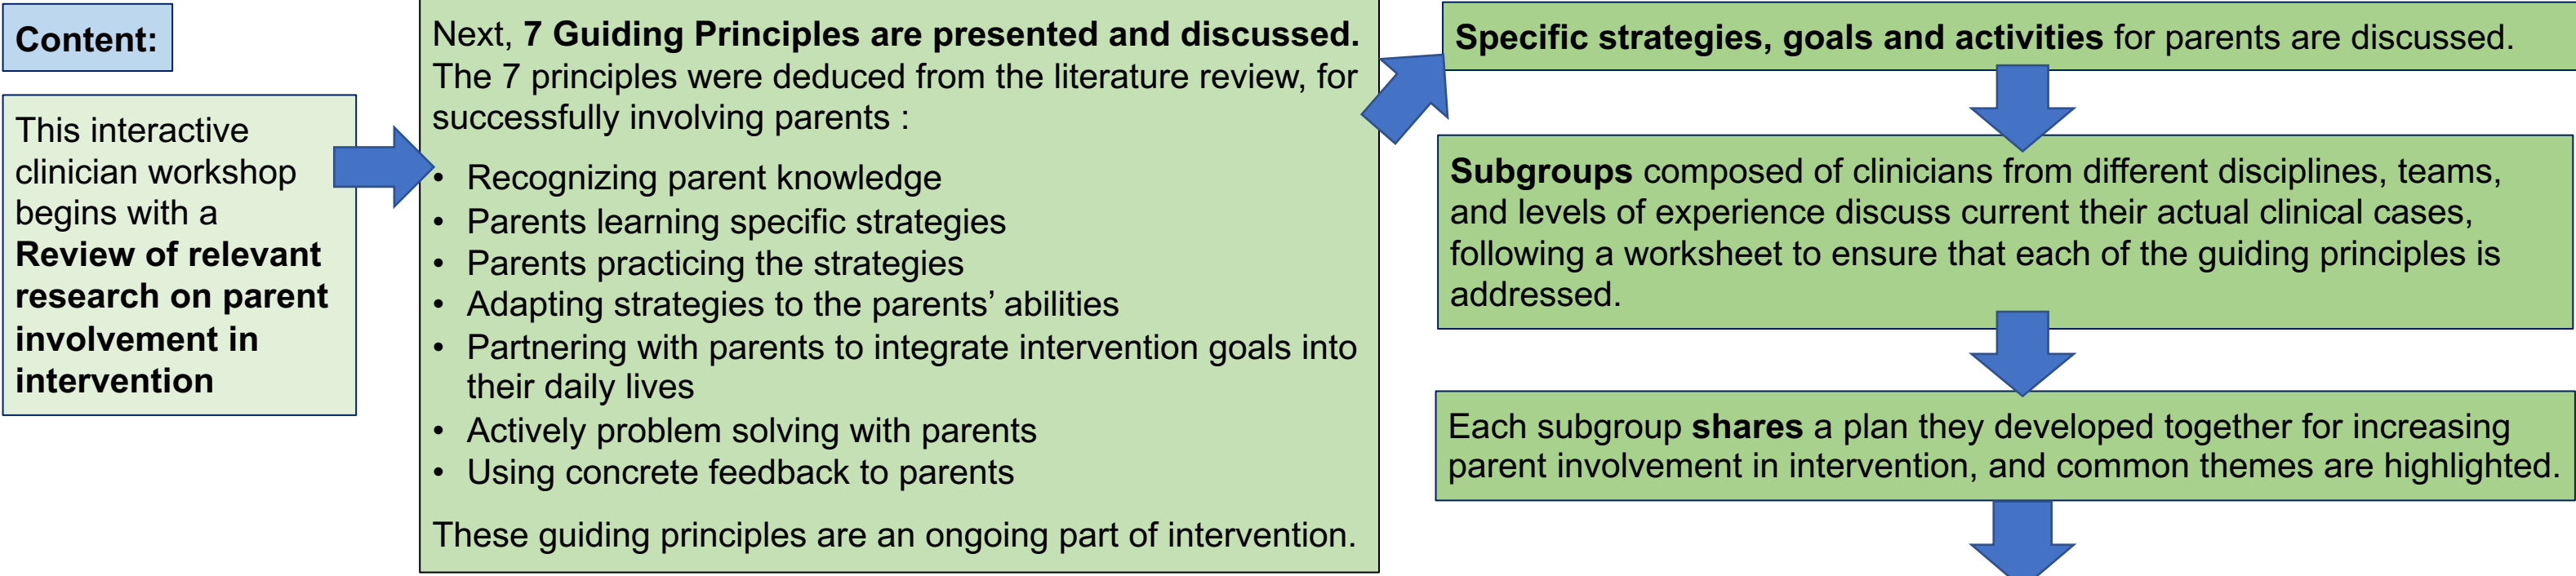 Content:
This interactive
clinician workshop
begins with a
Review of relevant
research on parent
involvement in
intervention
Next, 7 Guiding Principles are presented and discussed.
The 7 principles were deduced from the literature review, for
successfully involving parents :
• Recognizing parent knowledge
• Parents learning specific strategies
• Parents practicing the strategies
• Adapting strategies to the parents’ abilities
• Partnering with parents to integrate intervention goals into
their daily lives
• Actively problem solving with parents
• Using concrete feedback to parents
These guiding principles are an ongoing part of intervention.
Specific strategies, goals and activities for parents are discussed.
Subgroups composed of clinicians from different disciplines, teams,
and levels of experience discuss current their actual clinical cases,
following a worksheet to ensure that each of the guiding principles is
addressed.
Each subgroup shares a plan they developed together for increasing
parent involvement in intervention, and common themes are highlighted.